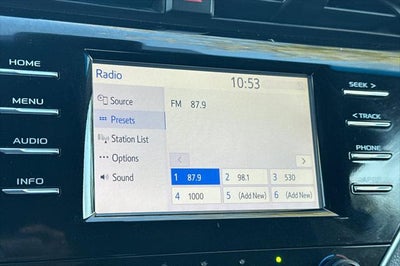 HOME
MENU
AUDIO
INFO
Radio
10:53
Source
Presets
Station List
Options
Sound
FM 87.9
1 87.9
2 98.1
3 530
4 1000
5 (Add New)
6 (Add New)
SEEK >
< TRACK
PHONE